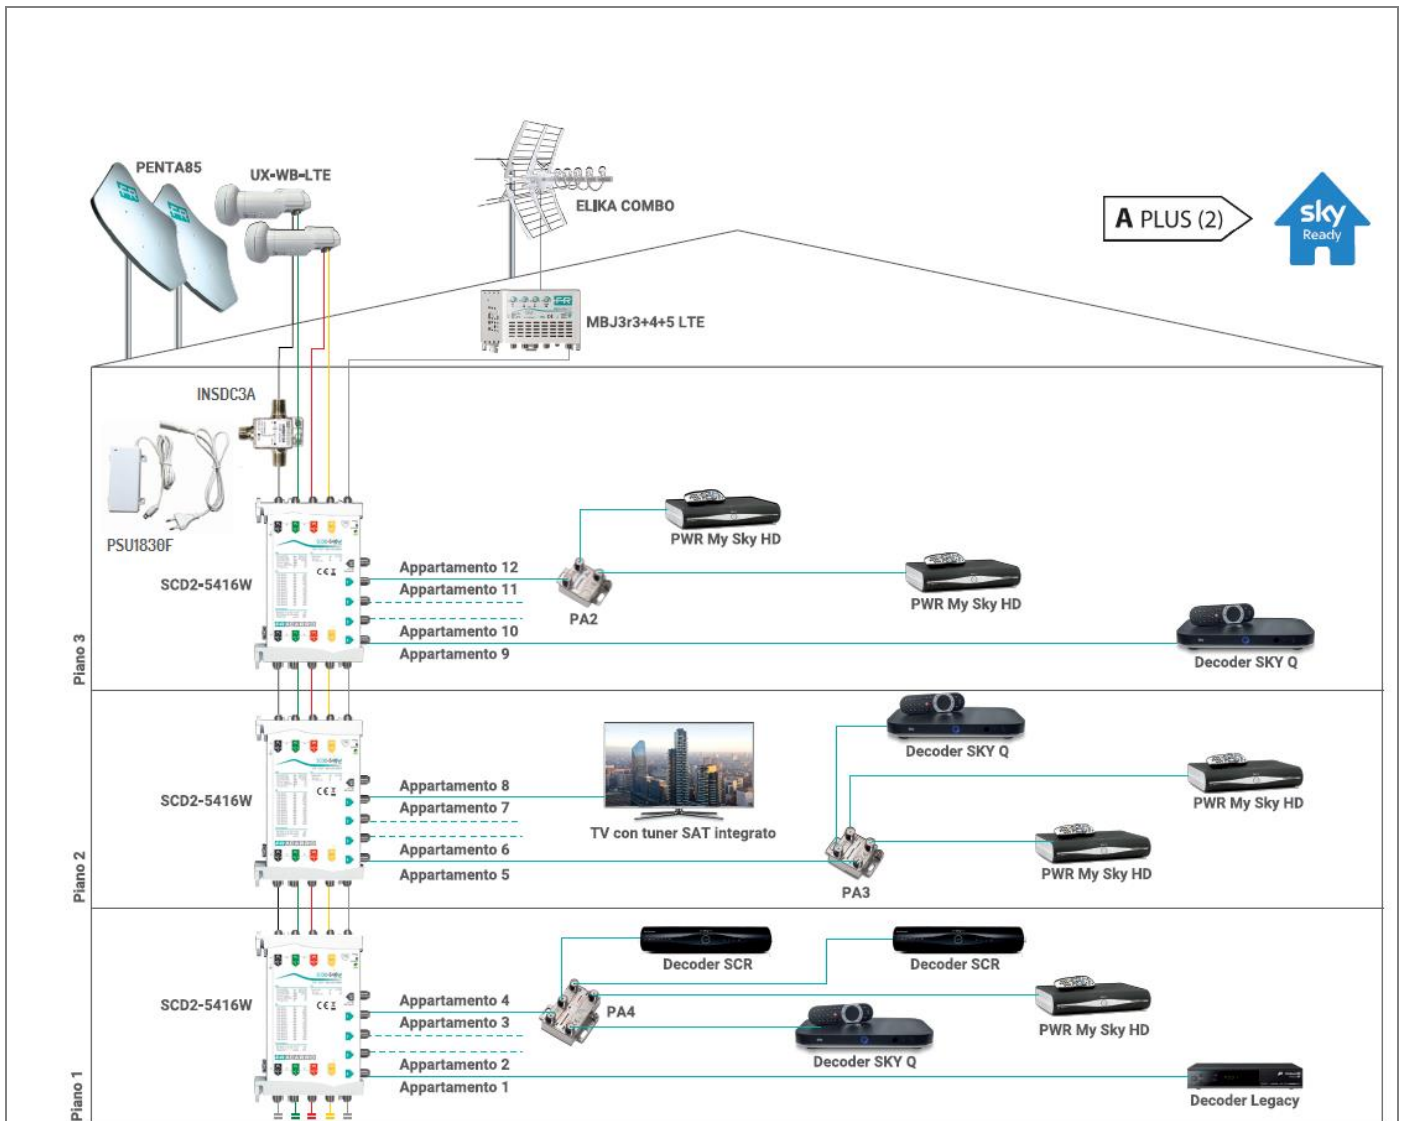 PENTA85
UX-WB-LTE
ELIKA COMBO
A PLUS (2)
sky
Ready
MBJ3r3+4+5 LTE
INSDC3A
PSU1830F
SCD2-5416W
Appartamento 12
Appartamento 11
Appartamento 10
Appartamento 9
PA2
PWR My Sky HD
PWR My Sky HD
Decoder SKY Q
Piano 3
SCD2-5416W
Appartamento 8
Appartamento 7
Appartamento 6
Appartamento 5
TV con tuner SAT integrato
Decoder SKY Q
PWR My Sky HD
PWR My Sky HD
PA3
Piano 2
SCD2-5416W
Appartamento 4
Appartamento 3
Appartamento 2
Appartamento 1
PA4
Decoder SCR
Decoder SCR
PWR My Sky HD
Decoder SKY Q
Decoder Legacy
Piano 1